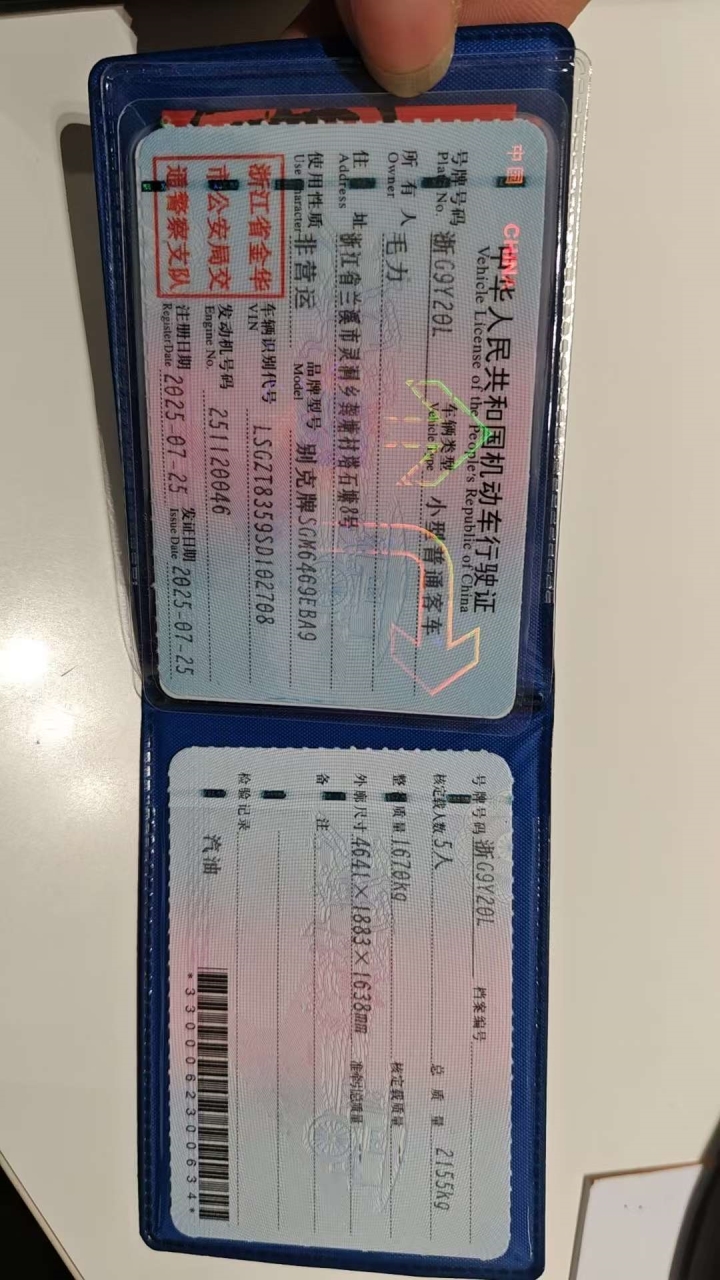 中国 CHINA
中华人民共和国机动车行驶证
Vehicle License of the People's Republic of China
号牌号码 浙G9Y20L 车辆类型 小型普通客车
Plate No. Vehicle Type
所有人 毛力
Owner
住址 浙江省兰溪市灵洞乡 村塔石塘8号
Address
使用性质 非营运 品牌型号 别克牌SGM6469EBA9
Use Character Model
浙江省金华
市公安局交
通警察支队
车辆识别代号 LSG2T8359SD102708
VIN
发动机号码 251120046
Engine No.
注册日期 2025-07-25 发证日期 2025-07-25
Register Date Issue Date
号牌号码 浙G9Y20L 档案编号
核定载人数 5人 总质量 2155kg
整备质量 1670kg 核定载质量
外廓尺寸 4641×1883×1638mm 准牵引总质量
备注
检验记录
汽油
*3300062300634*